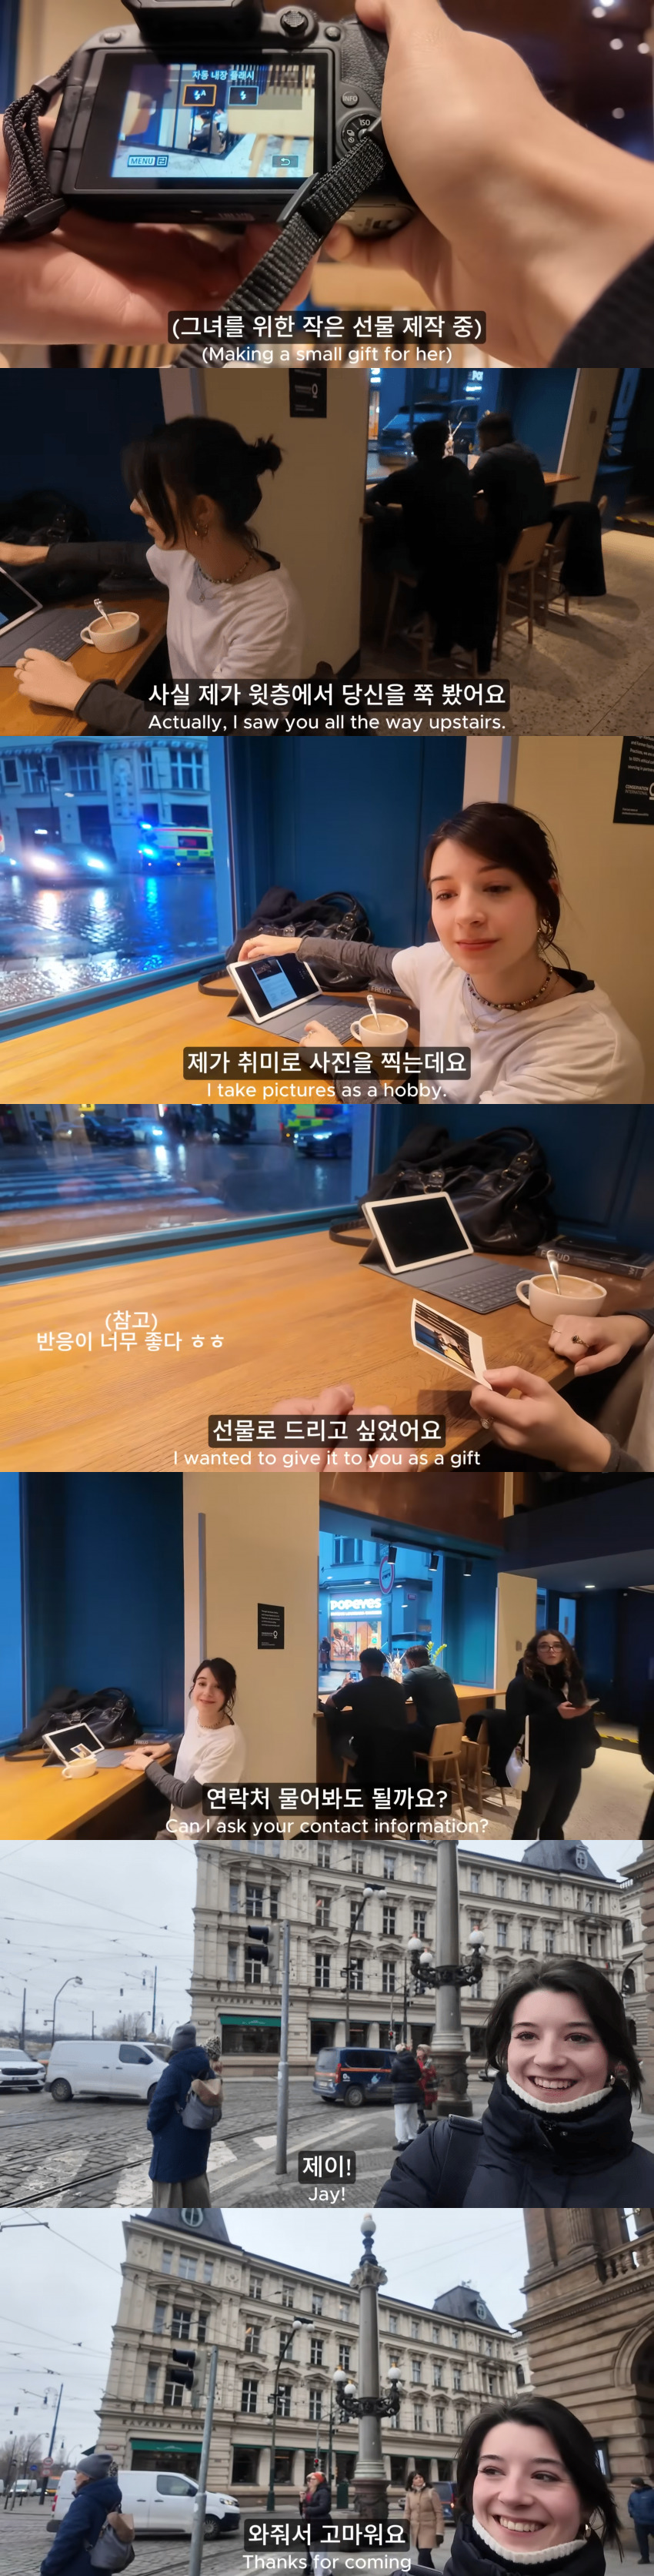 자동 내장 플래시
INFO
ISO
MENU
(그녀를 위한 작은 선물 제작 중)
(Making a small gift for her)
사실 제가 윗층에서 당신을 쭉 봤어요
Actually, I saw you all the way upstairs.
CONSERVATION
INTERNATIONAL
제가 취미로 사진을 찍는데요
I take pictures as a hobby.
FREUD
(참고)
반응이 너무 좋다 ㅎㅎ
선물로 드리고 싶었어요
I wanted to give it to you as a gift
POPEYES
연락처 물어봐도 될까요?
Can I ask your contact information?
제이!
Jay!
와줘서 고마워요
Thanks for coming